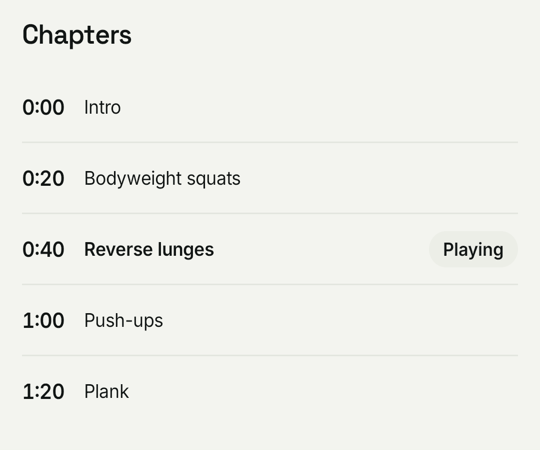 Chapters
0:00 Intro
0:20 Bodyweight squats
0:40 Reverse lunges Playing
1:00 Push-ups
1:20 Plank